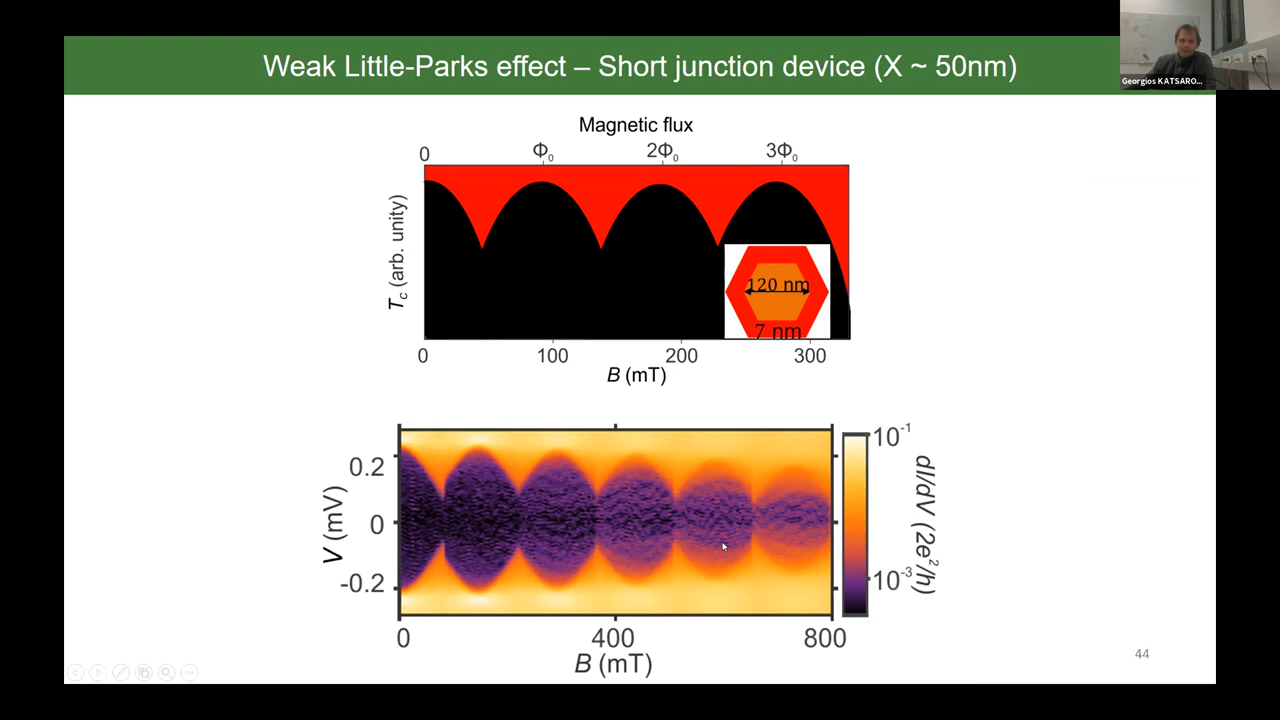 Weak Little-Parks effect – Short junction device (X ~ 50nm)
Georgios KATSARO...
Magnetic flux
0 Φ₀ 2Φ₀ 3Φ₀
T_c (arb. unity)
120 nm
7 nm
0 100 200 300
B (mT)
0.2
0
-0.2
V (mV)
10⁻¹
10⁻³
dI/dV (2e²/h)
0 400 800
B (mT)
44